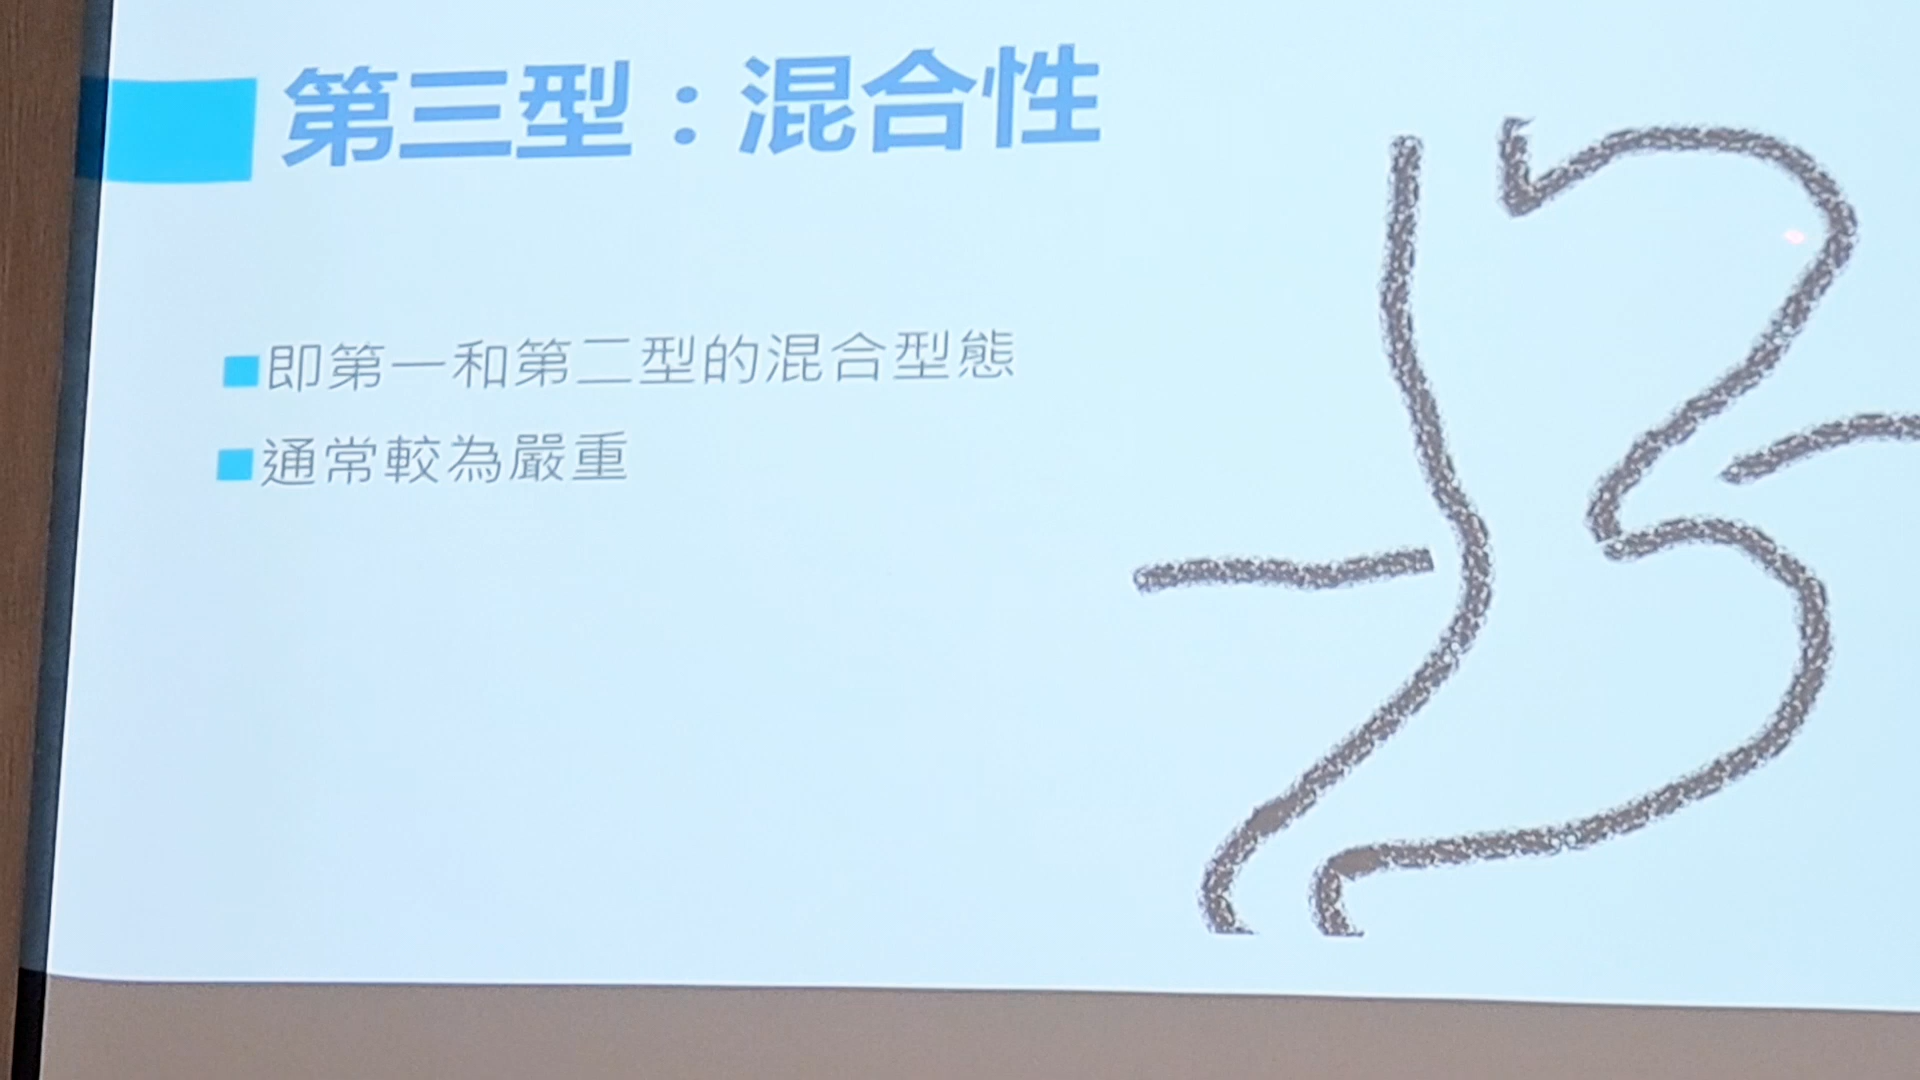 第三型：混合性
即第一和第二型的混合型態
通常較為嚴重